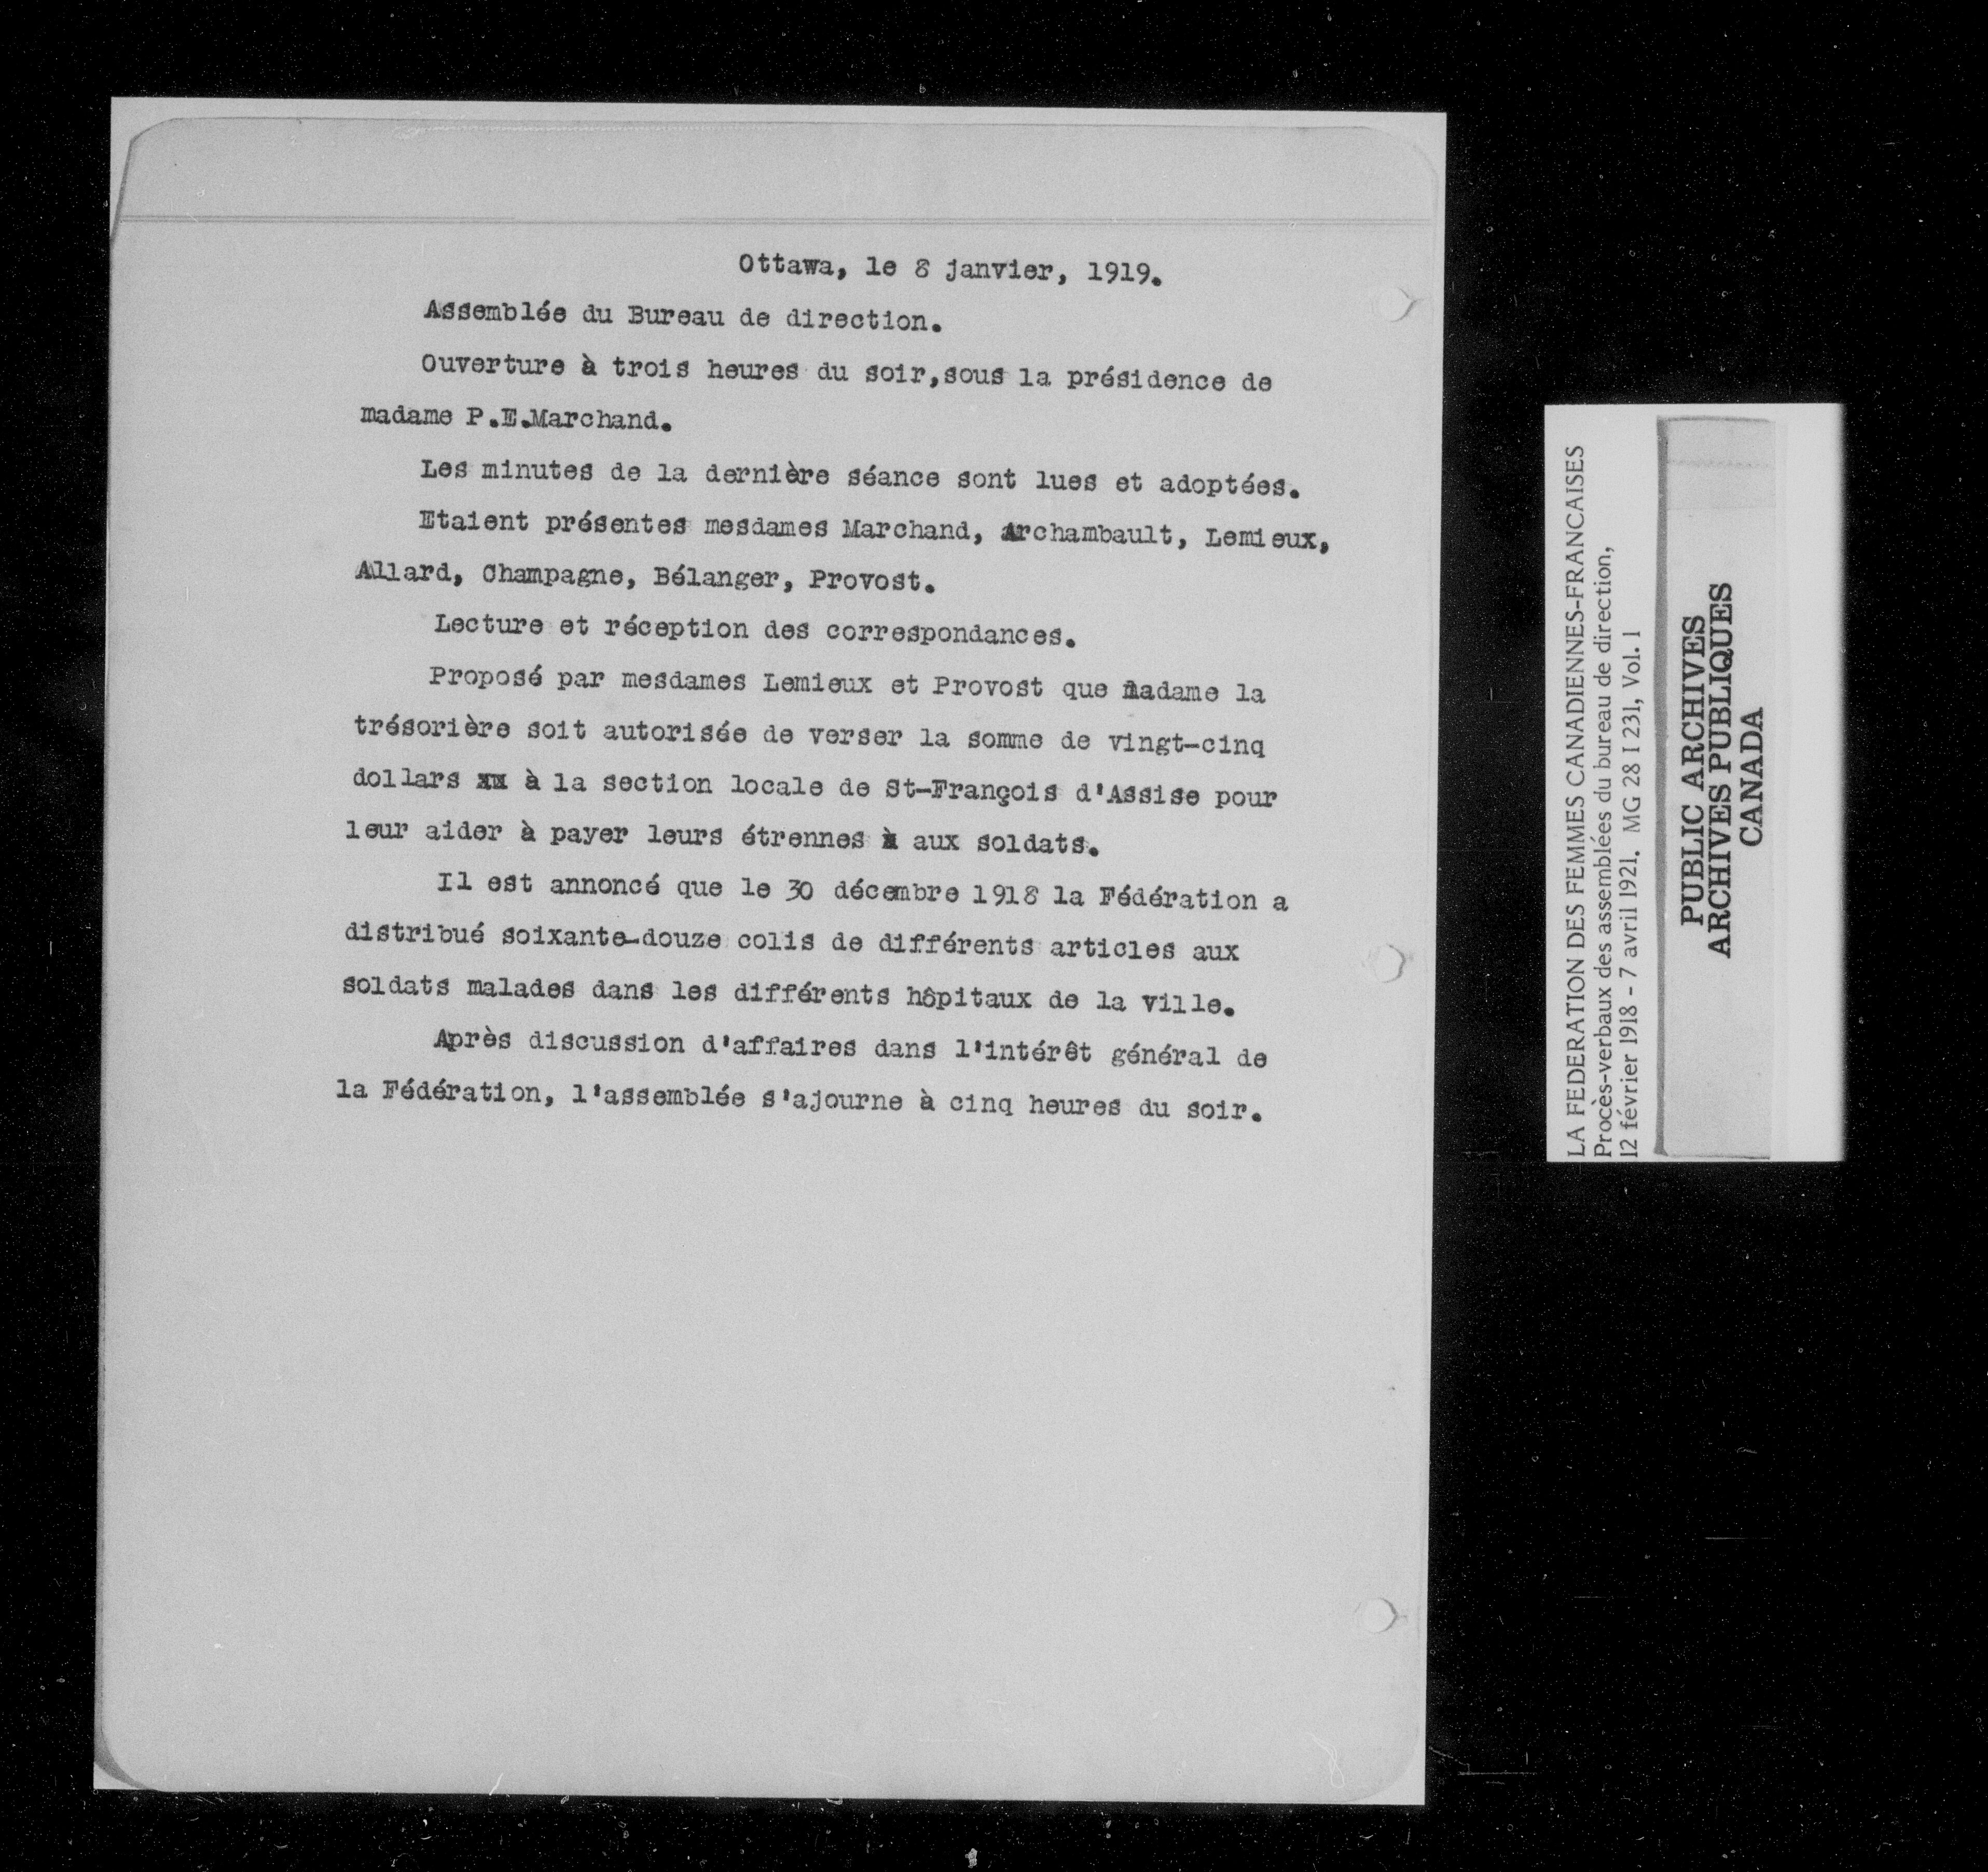 Ottawa, le 8 janvier, 1919.
Assemblée du Bureau de direction.
Ouverture à trois heures du soir,sous la présidence de
madame P.E.Marchand.
Les minutes de la dernière séance sont lues et adoptées.
Etaient présentes mesdames Marchand, Archambault, Lemieux,
Allard, Champagne, Bélanger, Provost.
Lecture et réception des correspondances.
Proposé par mesdames Lemieux et Provost que madame la
trésorière soit autorisée de verser la somme de vingt-cinq
dollars xx à la section locale de St-François d'Assise pour
leur aider à payer leurs étrennes x aux soldats.
Il est annoncé que le 30 décembre 1918 la Fédération a
distribué soixante-douze colis de différents articles aux
soldats malades dans les différents hôpitaux de la ville.
Après discussion d'affaires dans l'intérêt général de
la Fédération, l'assemblée s'ajourne à cinq heures du soir.
8
LA FEDERATION DES FEMMES CANADIENNES-FRANCAISES
Procès-verbaux des assemblées du bureau de direction,
12 février 1918 - 7 avril 1921. MG 28 I 231, Vol. 1
PUBLIC ARCHIVES
ARCHIVES PUBLIQUES
CANADA